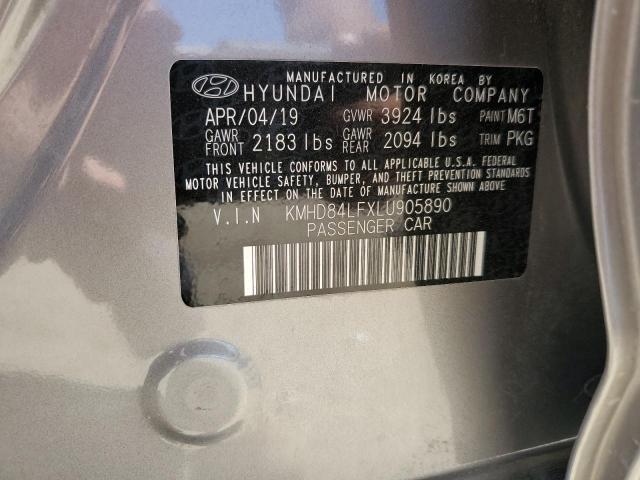 MANUFACTURED IN KOREA BY
HYUNDAI MOTOR COMPANY
APR/04/19 GVWR 3924 lbs PAINT M6T
GAWR FRONT 2183 lbs GAWR REAR 2094 lbs TRIM PKG
THIS VEHICLE CONFORMS TO ALL APPLICABLE U.S.A. FEDERAL
MOTOR VEHICLE SAFETY, BUMPER, AND THEFT PREVENTION STANDARDS
IN EFFECT ON THE DATE OF MANUFACTURE SHOWN ABOVE.
V.I.N KMHD84LFXLU905890
PASSENGER CAR